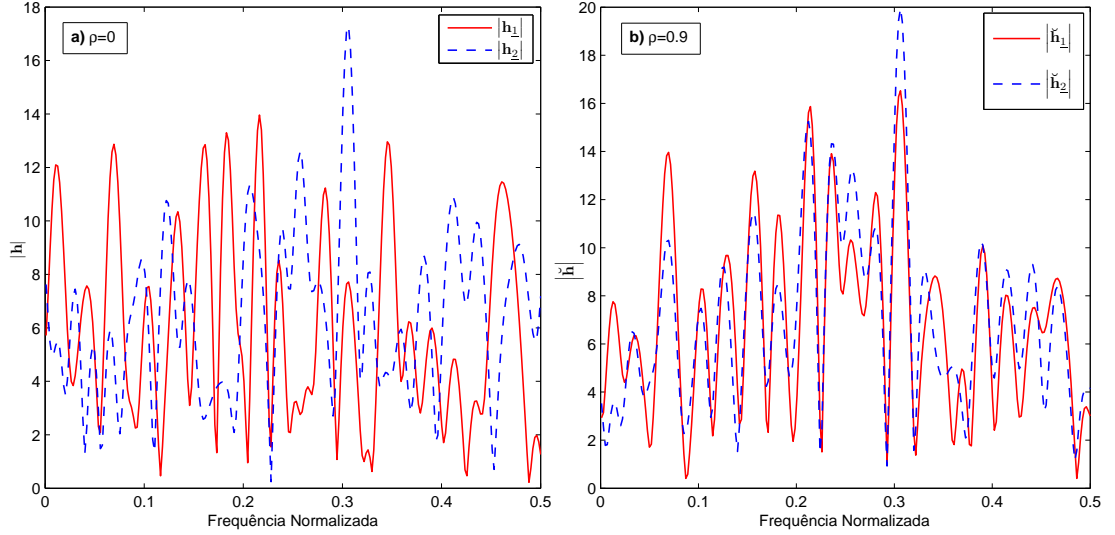 a) ρ=0
|h₁|
|h₂|
18
16
14
12
10
8
6
4
2
0
|h|
0 0.1 0.2 0.3 0.4 0.5
Frequência Normalizada
b) ρ=0.9
|h̆₁|
|h̆₂|
20
18
16
14
12
10
8
6
4
2
0
|h̆|
0 0.1 0.2 0.3 0.4 0.5
Frequência Normalizada